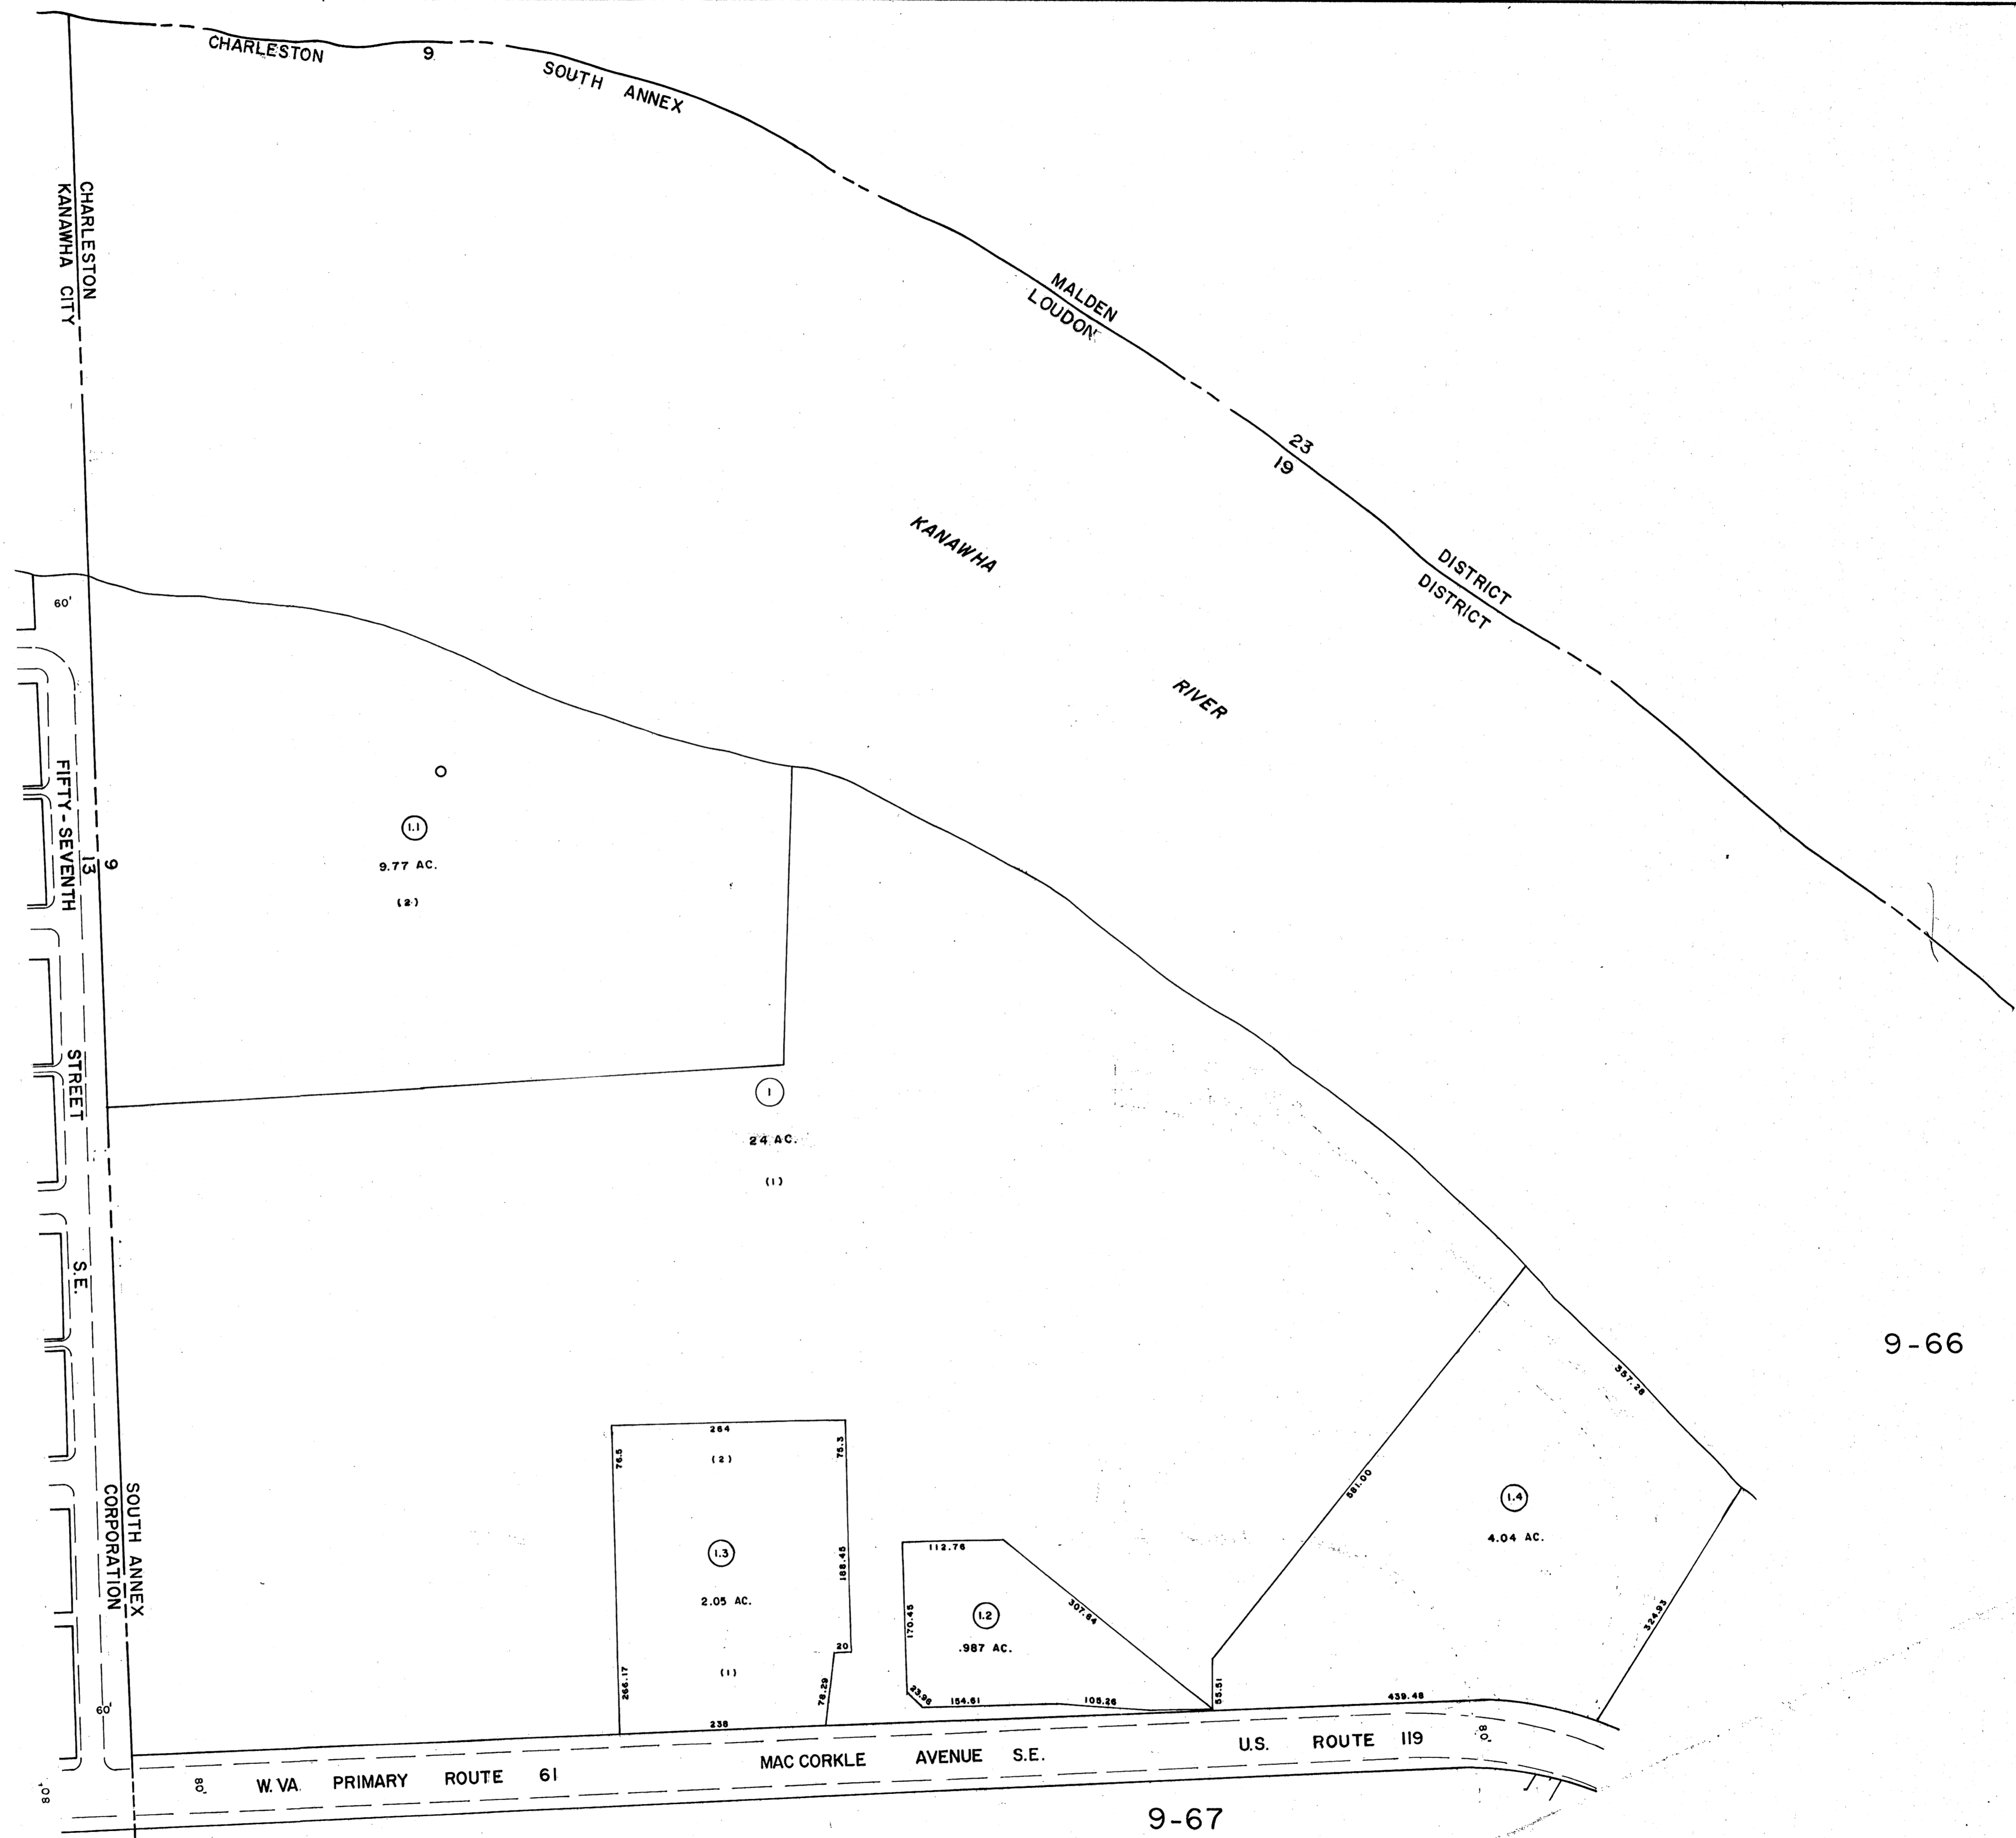 CHARLESTON 9 SOUTH ANNEX
CHARLESTON
KANAWHA CITY
MALDEN
LOUDON
23
19
DISTRICT
DISTRICT
KANAWHA
RIVER
60'
FIFTY-SEVENTH STREET S.E.
9
13
1.1
9.77 AC.
(2)
1
24 AC.
(1)
9-66
SOUTH ANNEX
CORPORATION
264
(2)
76.5
75.3
1.3
2.05 AC.
188.45
20
(1)
266.17
78.29
238
112.76
170.45
1.2
.987 AC.
307.64
23.98
154.61
105.26
55.51
581.00
357.28
1.4
4.04 AC.
324.93
439.48
60'
80'
80'
W. VA. PRIMARY ROUTE 61
MAC CORKLE AVENUE S.E.
U.S. ROUTE 119
80'
9-67